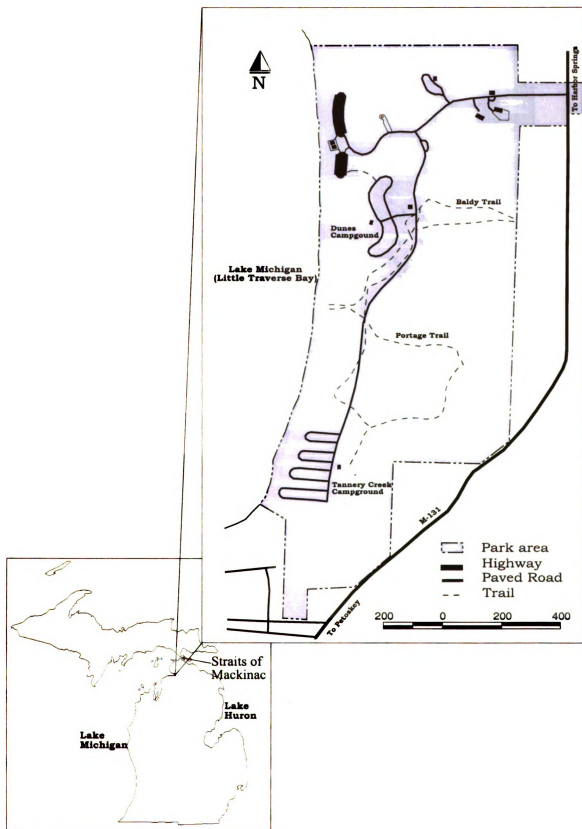 N
To Harbor Springs
Baldy Trail
Dunes
Campgound
Lake Michigan
(Little Traverse Bay)
Portage Trail
Tannery Creek
Campground
M-131
To Petoskey
Park area
Highway
Paved Road
Trail
200 0 200 400
Straits of
Mackinac
Lake
Huron
Lake
Michigan